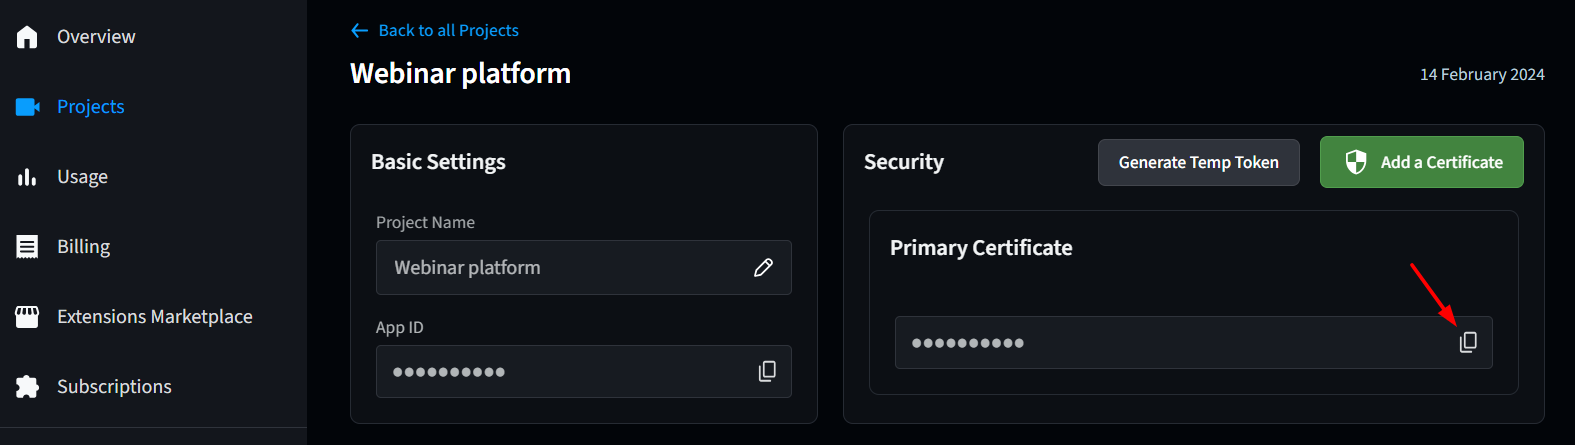 Overview
Projects
Usage
Billing
Extensions Marketplace
Subscriptions
Back to all Projects
Webinar platform
14 February 2024
Basic Settings
Project Name
Webinar platform
App ID
••••••••••
Security
Generate Temp Token
Add a Certificate
Primary Certificate
••••••••••